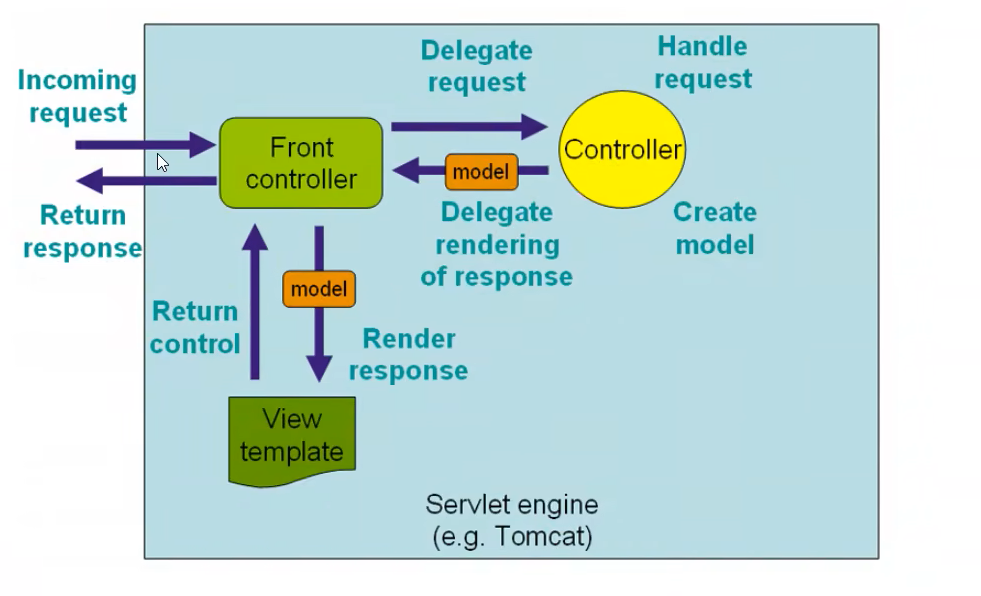 Incoming
request
Return
response
Delegate
request
Handle
request
Front
controller
Controller
model
Delegate
rendering
of response
Create
model
model
Return
control
Render
response
View
template
Servlet engine
(e.g. Tomcat)